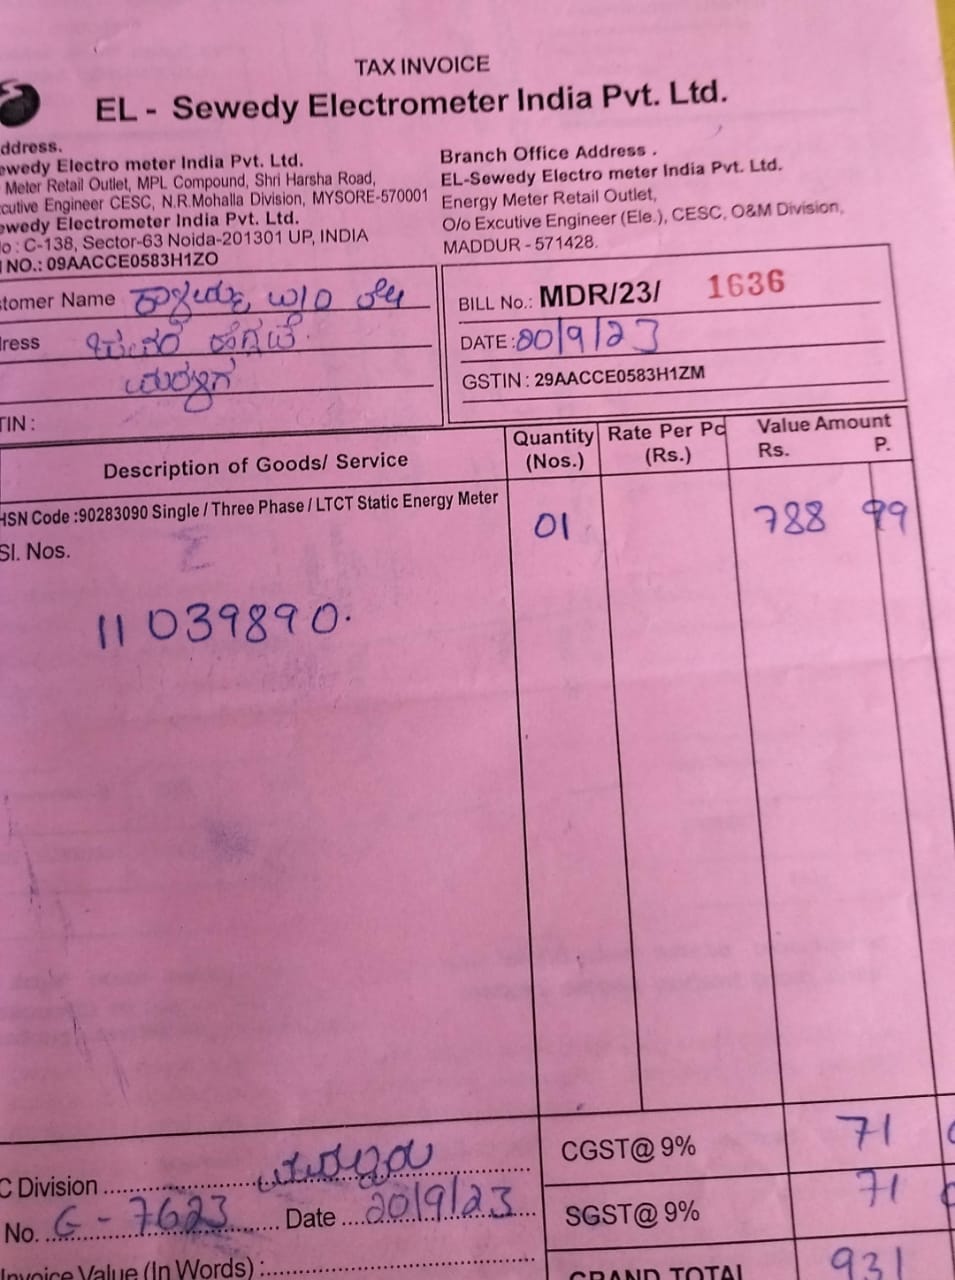 TAX INVOICE
EL - Sewedy Electrometer India Pvt. Ltd.
ddress.
ewedy Electro meter India Pvt. Ltd.
Meter Retail Outlet, MPL Compound, Shri Harsha Road,
cutive Engineer CESC, N.R.Mohalla Division, MYSORE-570001
ewedy Electrometer India Pvt. Ltd.
o : C-138, Sector-63 Noida-201301 UP, INDIA
NO.: 09AACCE0583H1ZO
Branch Office Address .
EL-Sewedy Electro meter India Pvt. Ltd.
Energy Meter Retail Outlet,
O/o Excutive Engineer (Ele.), CESC, O&M Division,
MADDUR - 571428.
tomer Name
ress
TIN :
BILL No.: MDR/23/ 1636
DATE : 20/9/23
GSTIN : 29AACCE0583H1ZM
Description of Goods/ Service
Quantity (Nos.)
Rate Per Pc (Rs.)
Value Amount
Rs. P.
HSN Code :90283090 Single / Three Phase / LTCT Static Energy Meter
01 788 99
Sl. Nos.
11 039890.
C Division
No. G - 7623 Date 20/9/23
Invoice Value (In Words) :
CGST@ 9% 71
SGST@ 9% 71
GRAND TOTAL 931